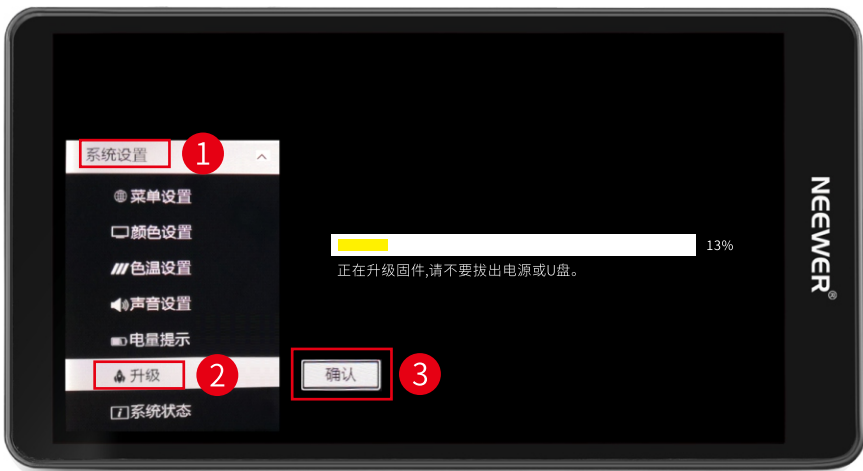 系统设置 1
菜单设置
颜色设置
色温设置
声音设置
电量提示
升级 2
系统状态
13%
正在升级固件,请不要拔出电源或U盘。
确认 3
NEEWER®